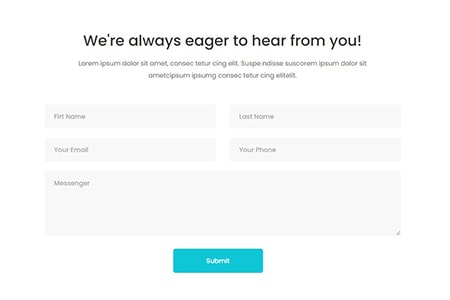 We're always eager to hear from you!
Lorem ipsum dolor sit amet, consec tetur cing elit. Suspe ndisse suscorem ipsum dolor sit
ametcipsum ipsumg consec tetur cing elitelit.
Firt Name
Last Name
Your Email
Your Phone
Messenger
Submit